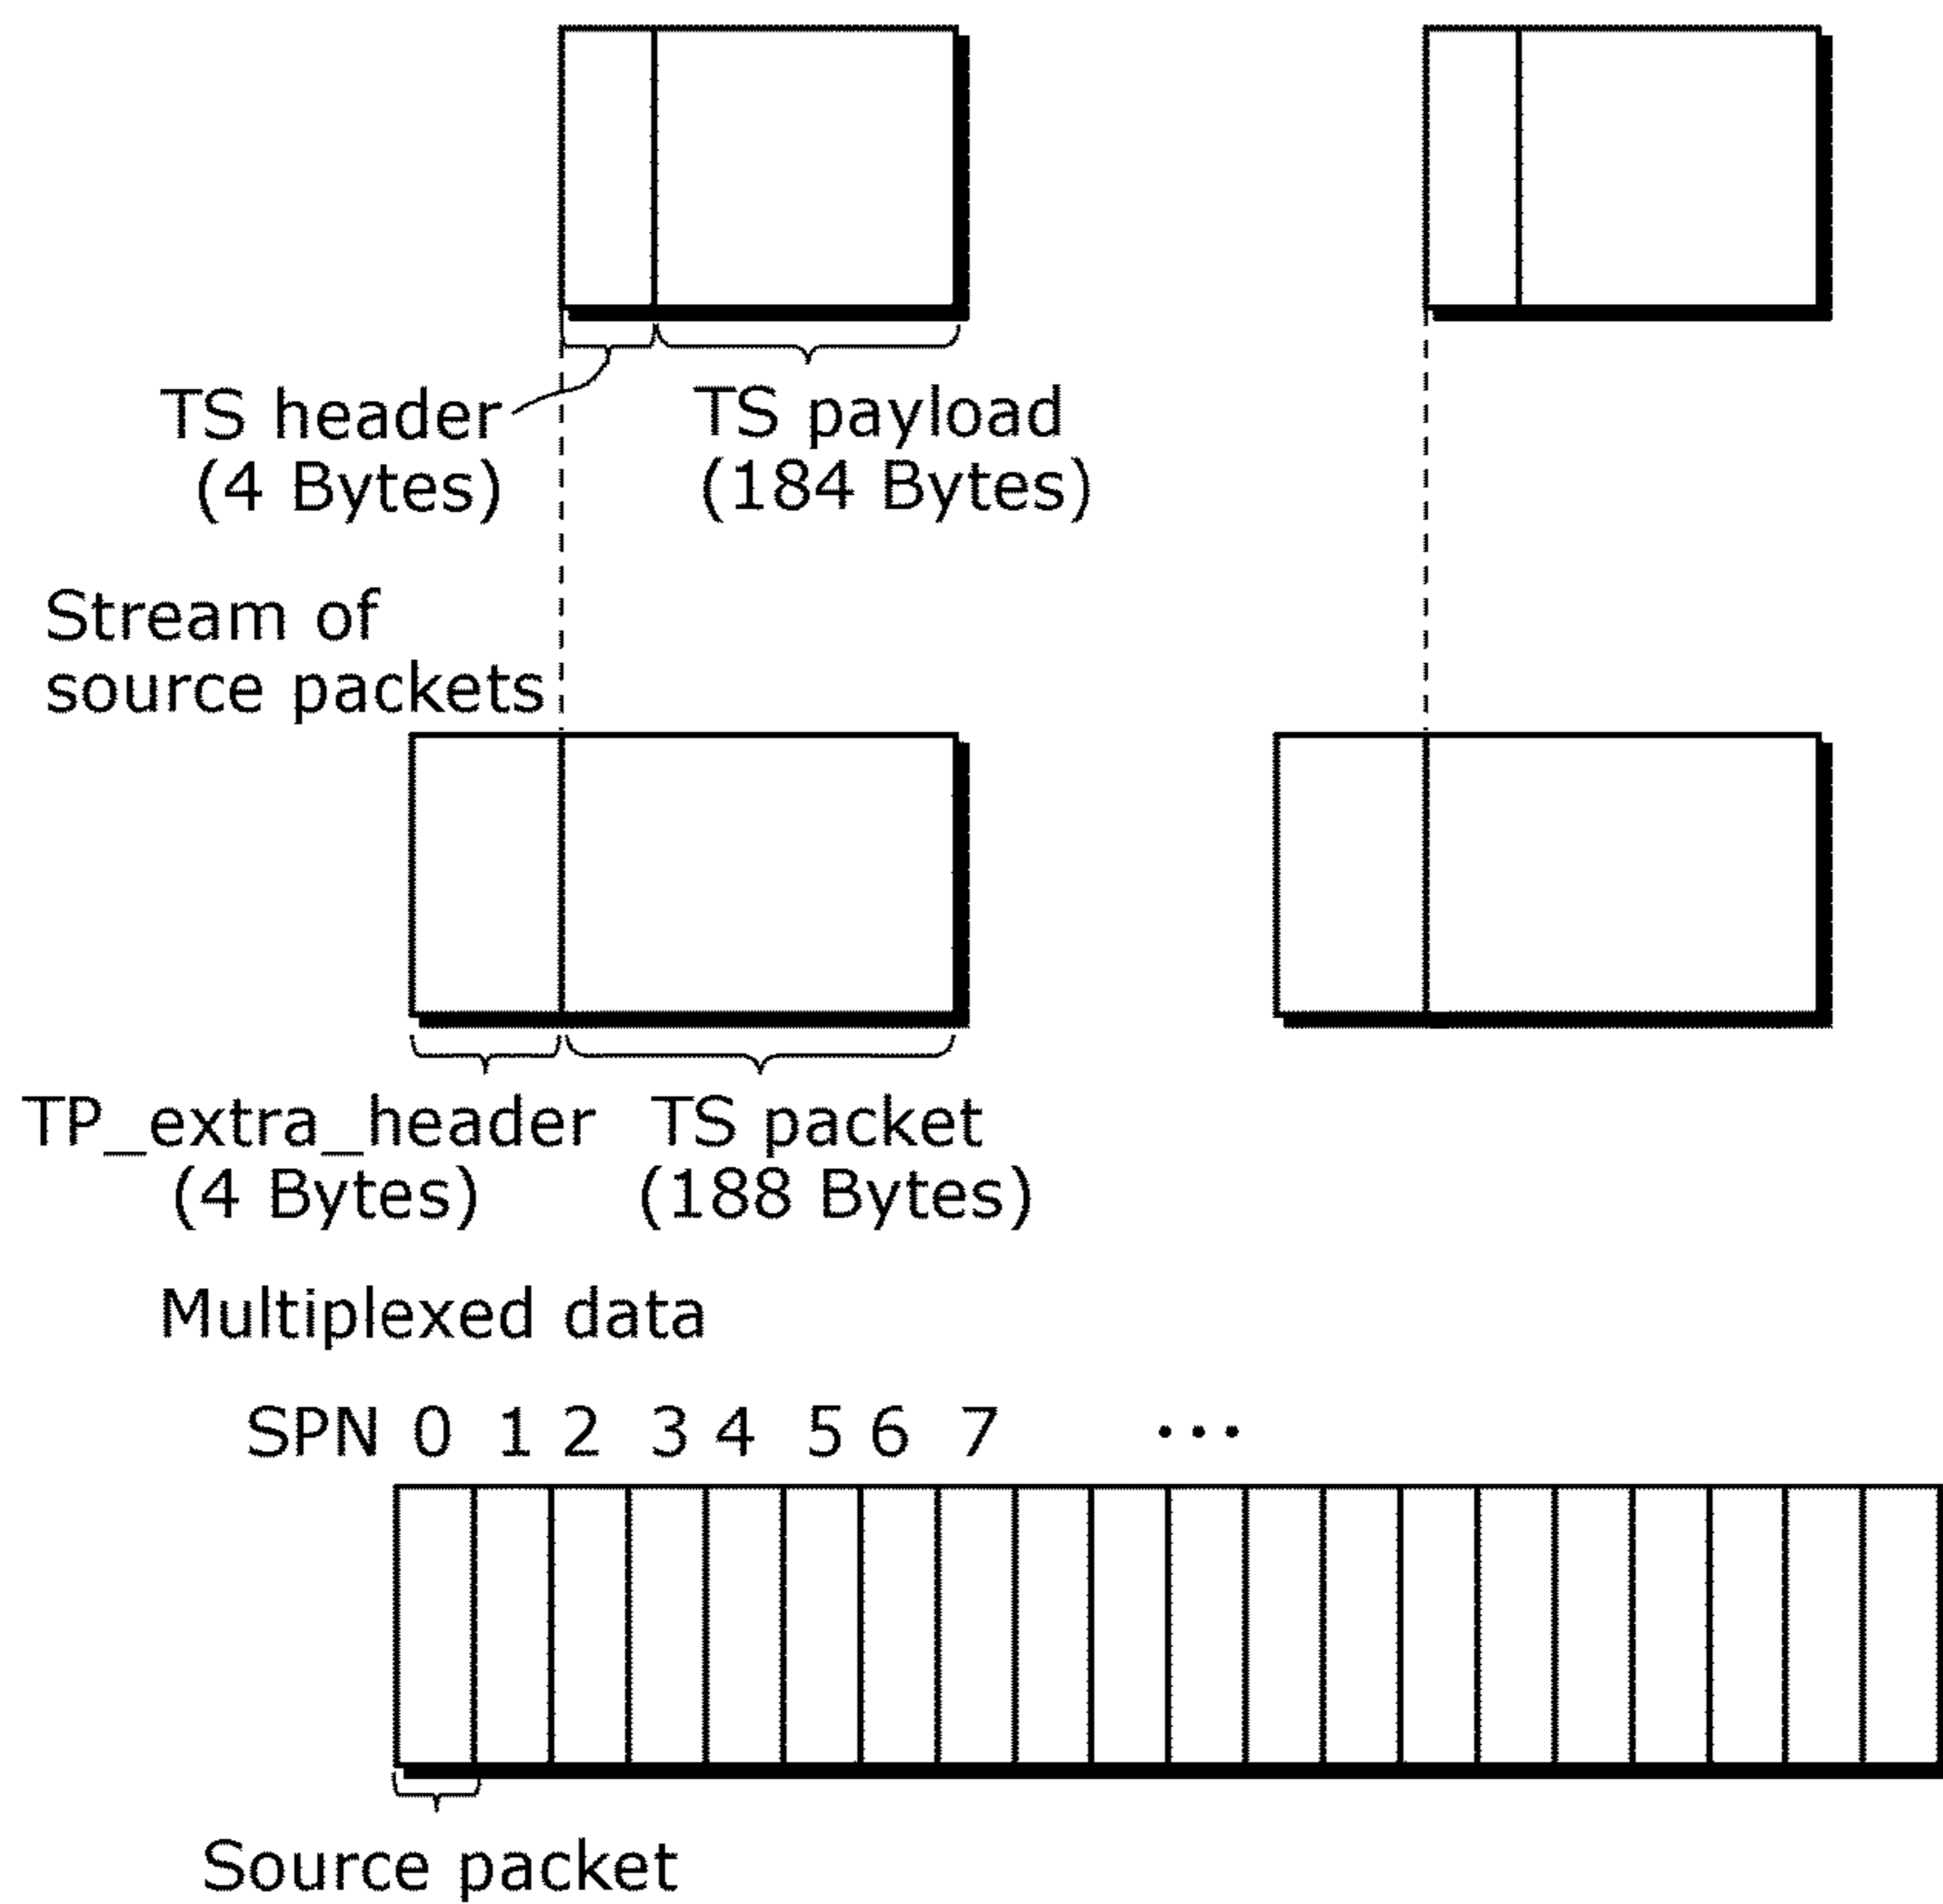 TS header TS payload
(4 Bytes) (184 Bytes)
Stream of
source packets
TP_extra_header TS packet
(4 Bytes) (188 Bytes)
Multiplexed data
SPN 0 1 2 3 4 5 6 7 ...
Source packet